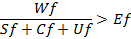 Wf / (Sf + Cf + Uf) > Ef